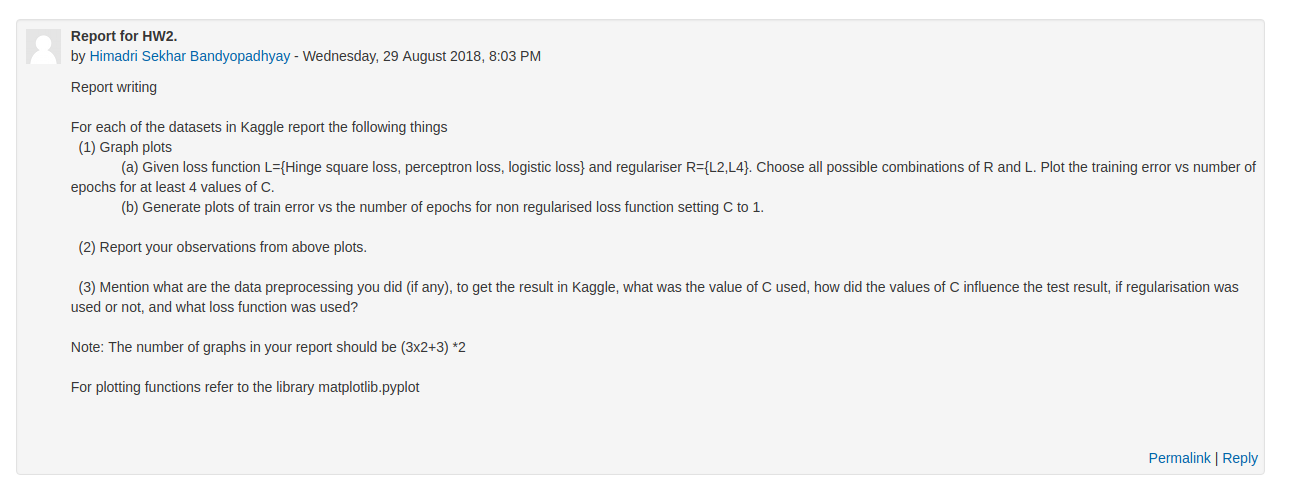 Report for HW2.
by Himadri Sekhar Bandyopadhyay - Wednesday, 29 August 2018, 8:03 PM
Report writing
For each of the datasets in Kaggle report the following things
(1) Graph plots
(a) Given loss function L={Hinge square loss, perceptron loss, logistic loss} and regulariser R={L2,L4}. Choose all possible combinations of R and L. Plot the training error vs number of
epochs for at least 4 values of C.
(b) Generate plots of train error vs the number of epochs for non regularised loss function setting C to 1.
(2) Report your observations from above plots.
(3) Mention what are the data preprocessing you did (if any), to get the result in Kaggle, what was the value of C used, how did the values of C influence the test result, if regularisation was
used or not, and what loss function was used?
Note: The number of graphs in your report should be (3x2+3) *2
For plotting functions refer to the library matplotlib.pyplot
Permalink | Reply